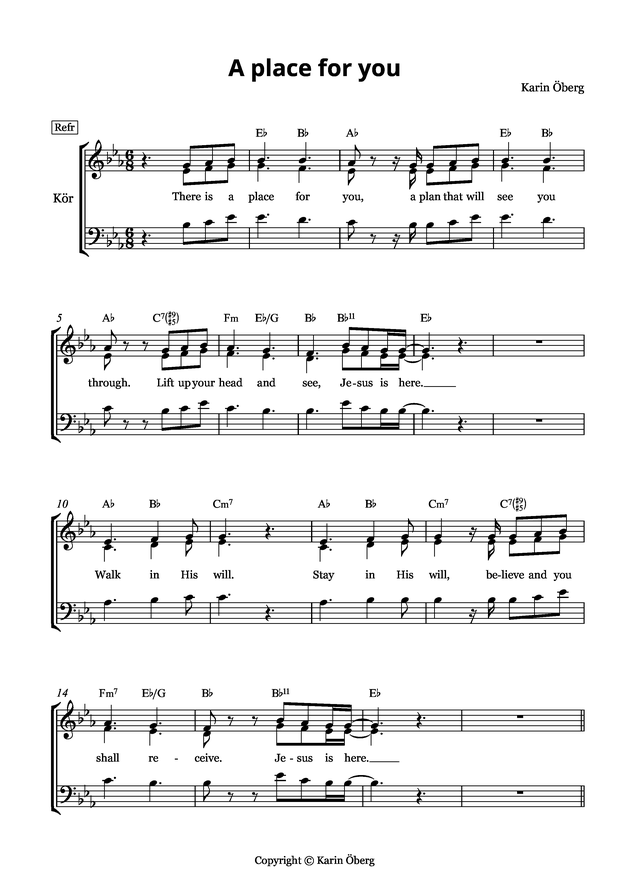 A place for you
Karin Öberg
Refr
E♭ B♭ A♭ E♭ B♭
Kör
There is a place for you, a plan that will see you
5 A♭ C7(♯9♯5) Fm E♭/G B♭ B♭11 E♭
through. Lift up your head and see, Je-sus is here.
10 A♭ B♭ Cm7 A♭ B♭ Cm7 C7(♯9♯5)
Walk in His will. Stay in His will, be-lieve and you
14 Fm7 E♭/G B♭ B♭11 E♭
shall re - ceive. Je-sus is here.
Copyright © Karin Öberg